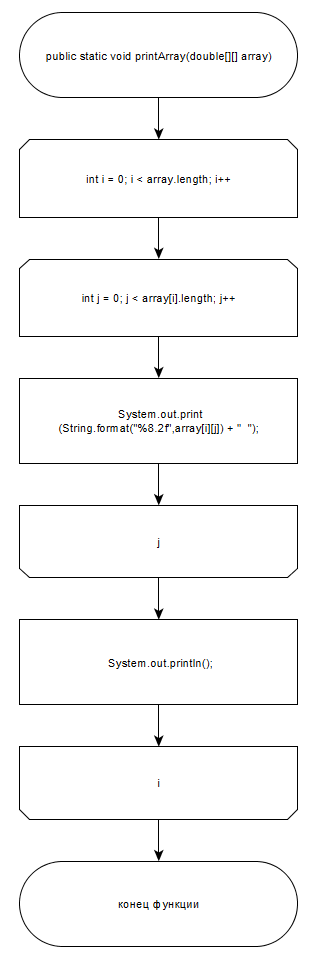 public static void printArray(double[][] array)
int i = 0; i < array.length; i++
int j = 0; j < array[i].length; j++
System.out.print
(String.format("%8.2f",array[i][j]) + "  ");
j
System.out.println();
i
конец функции